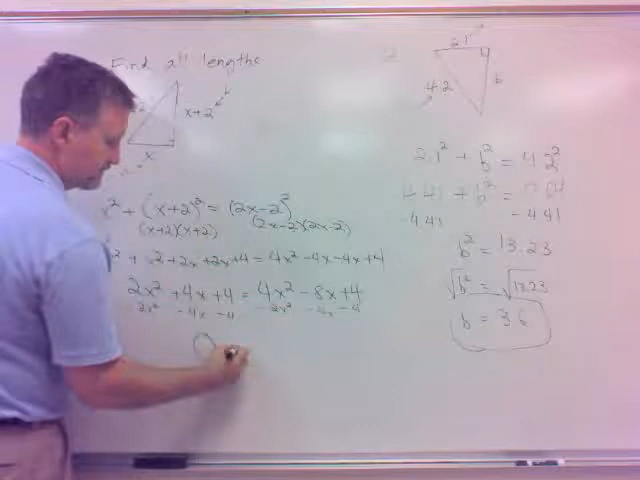 Find all lengths
x+2
b
x
x² + (x+2)² = (2x-2)²
(x+2)(x+2) (2x-2)(2x-2)
x² + x² + 2x + 2x + 4 = 4x² - 4x - 4x + 4
2x² + 4x + 4 = 4x² - 8x + 4
-4x -4 -2x² -4x -4
0
2.1
4.2
b
2.1² + b² = 4.2²
4.41 + b² = 17.64
-4.41
b² = 13.23
√b² = √13.23
b = 3.6